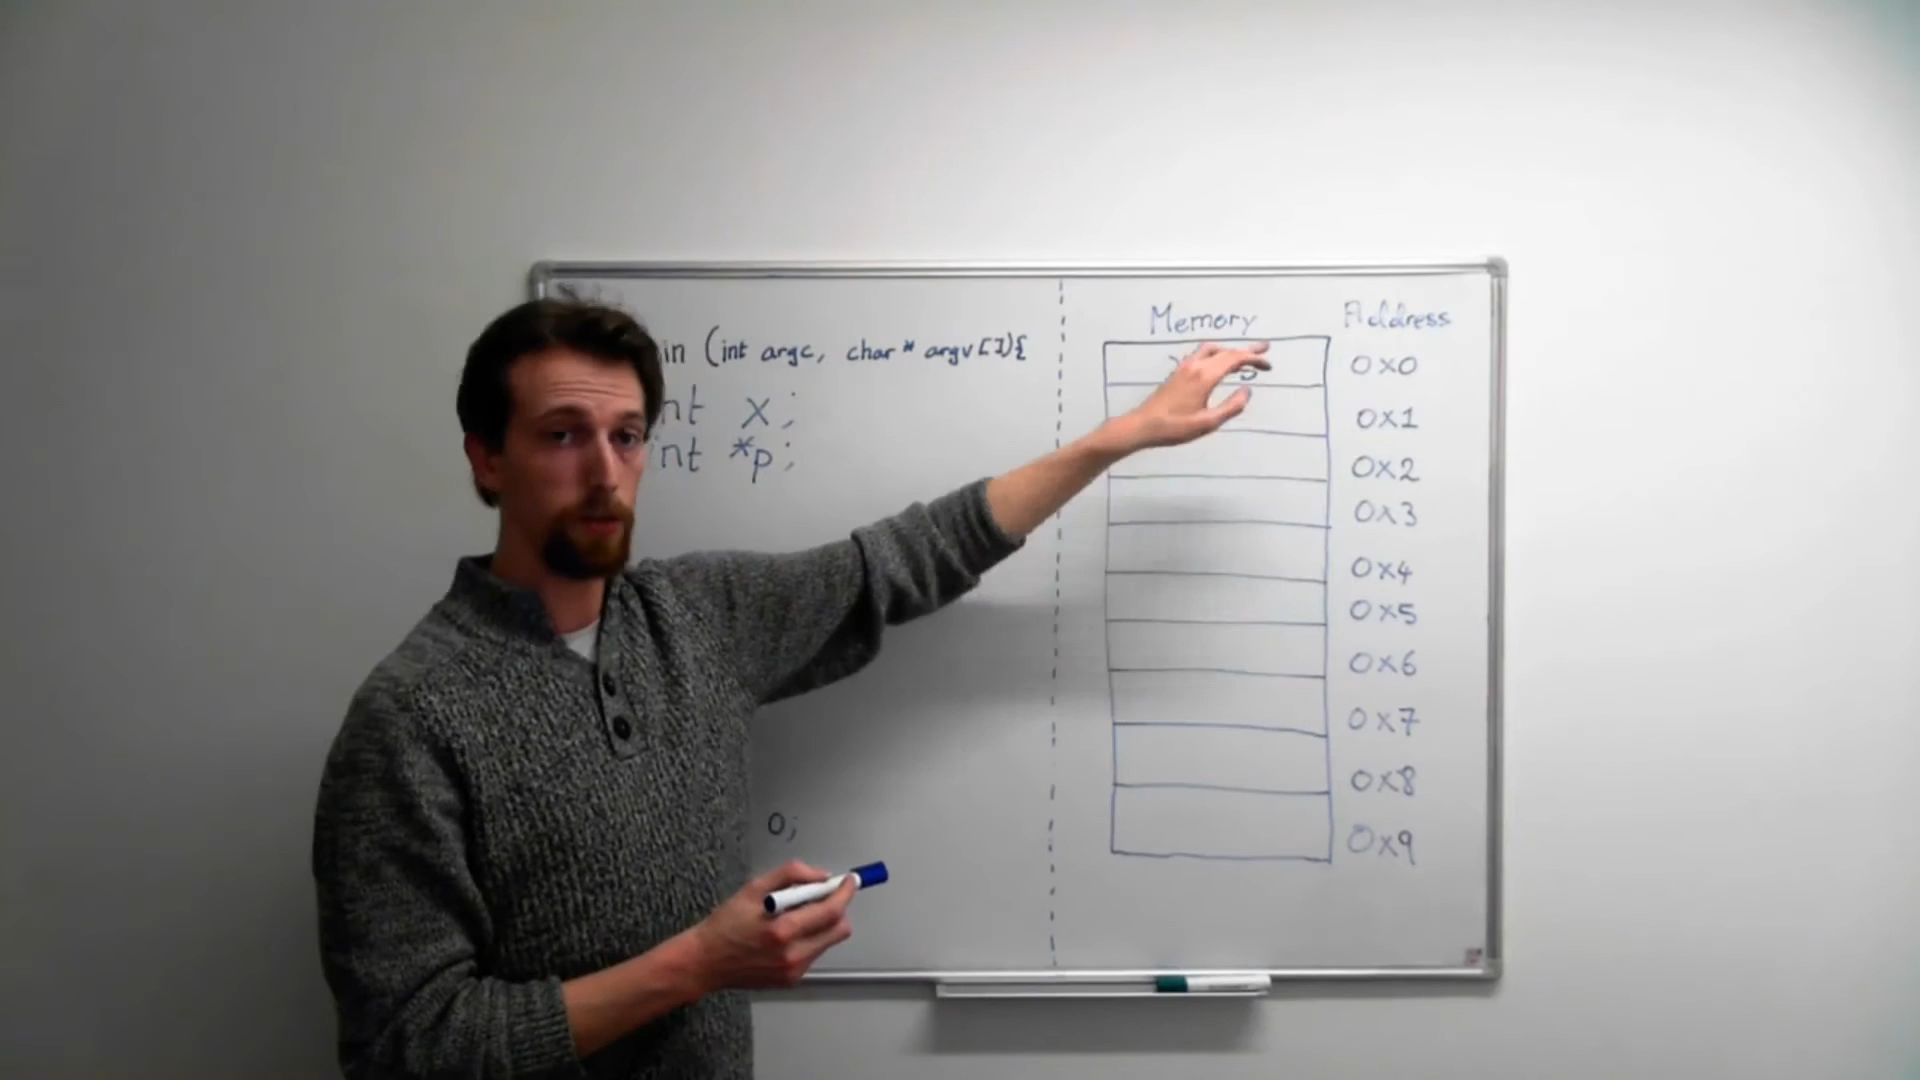 in (int argc, char* argv[]){
nt x;
int *p;
0;
Memory Address
0x0
0x1
0x2
0x3
0x4
0x5
0x6
0x7
0x8
0x9